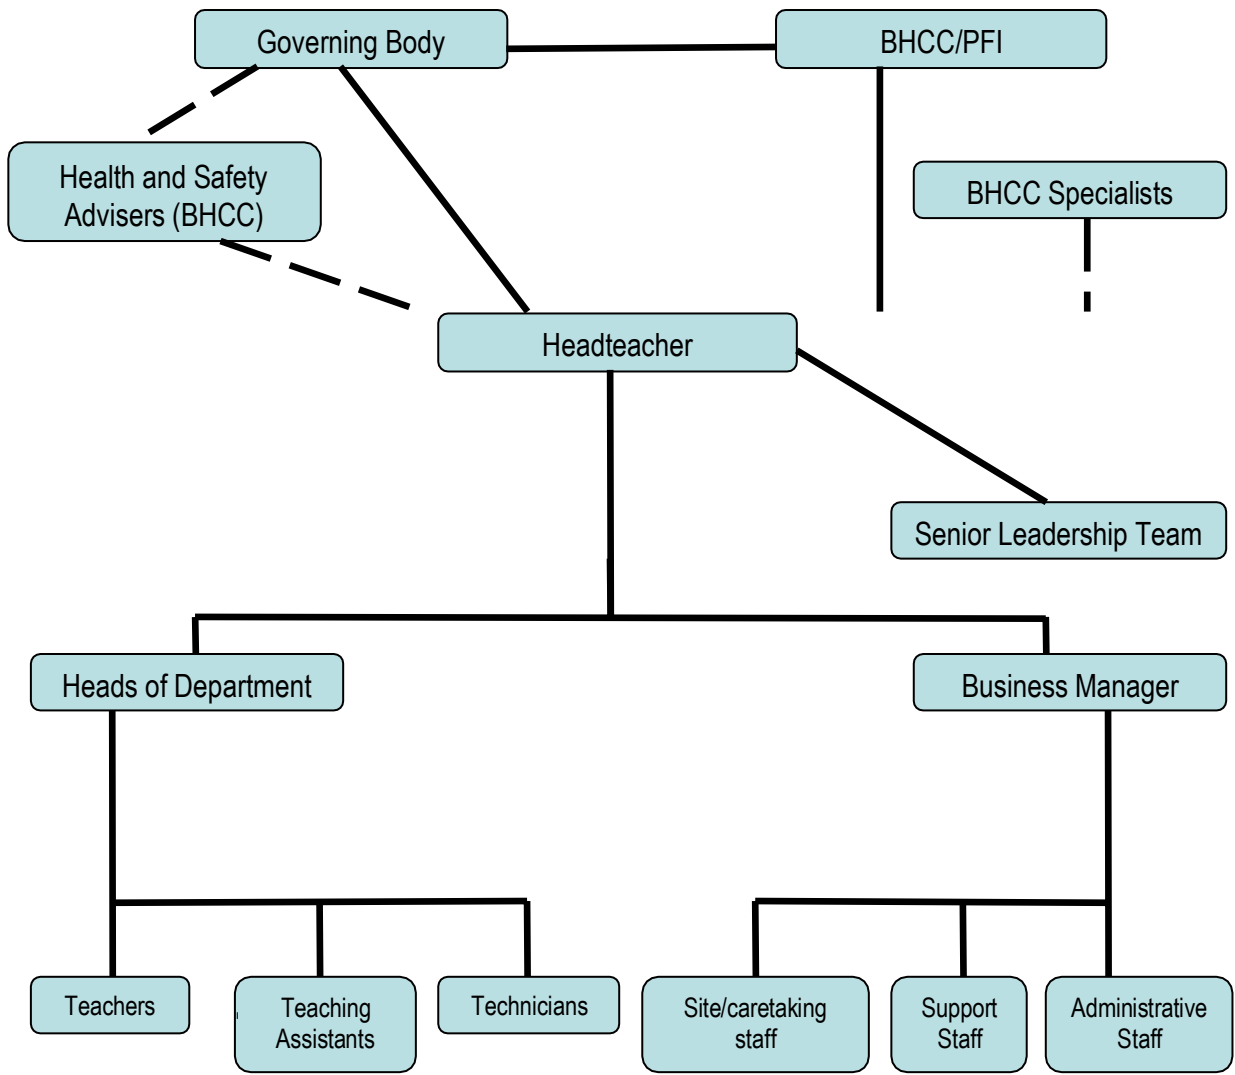 Governing Body
BHCC/PFI
Health and Safety
Advisers (BHCC)
BHCC Specialists
Headteacher
Senior Leadership Team
Heads of Department
Business Manager
Teachers
Teaching
Assistants
Technicians
Site/caretaking
staff
Support
Staff
Administrative
Staff